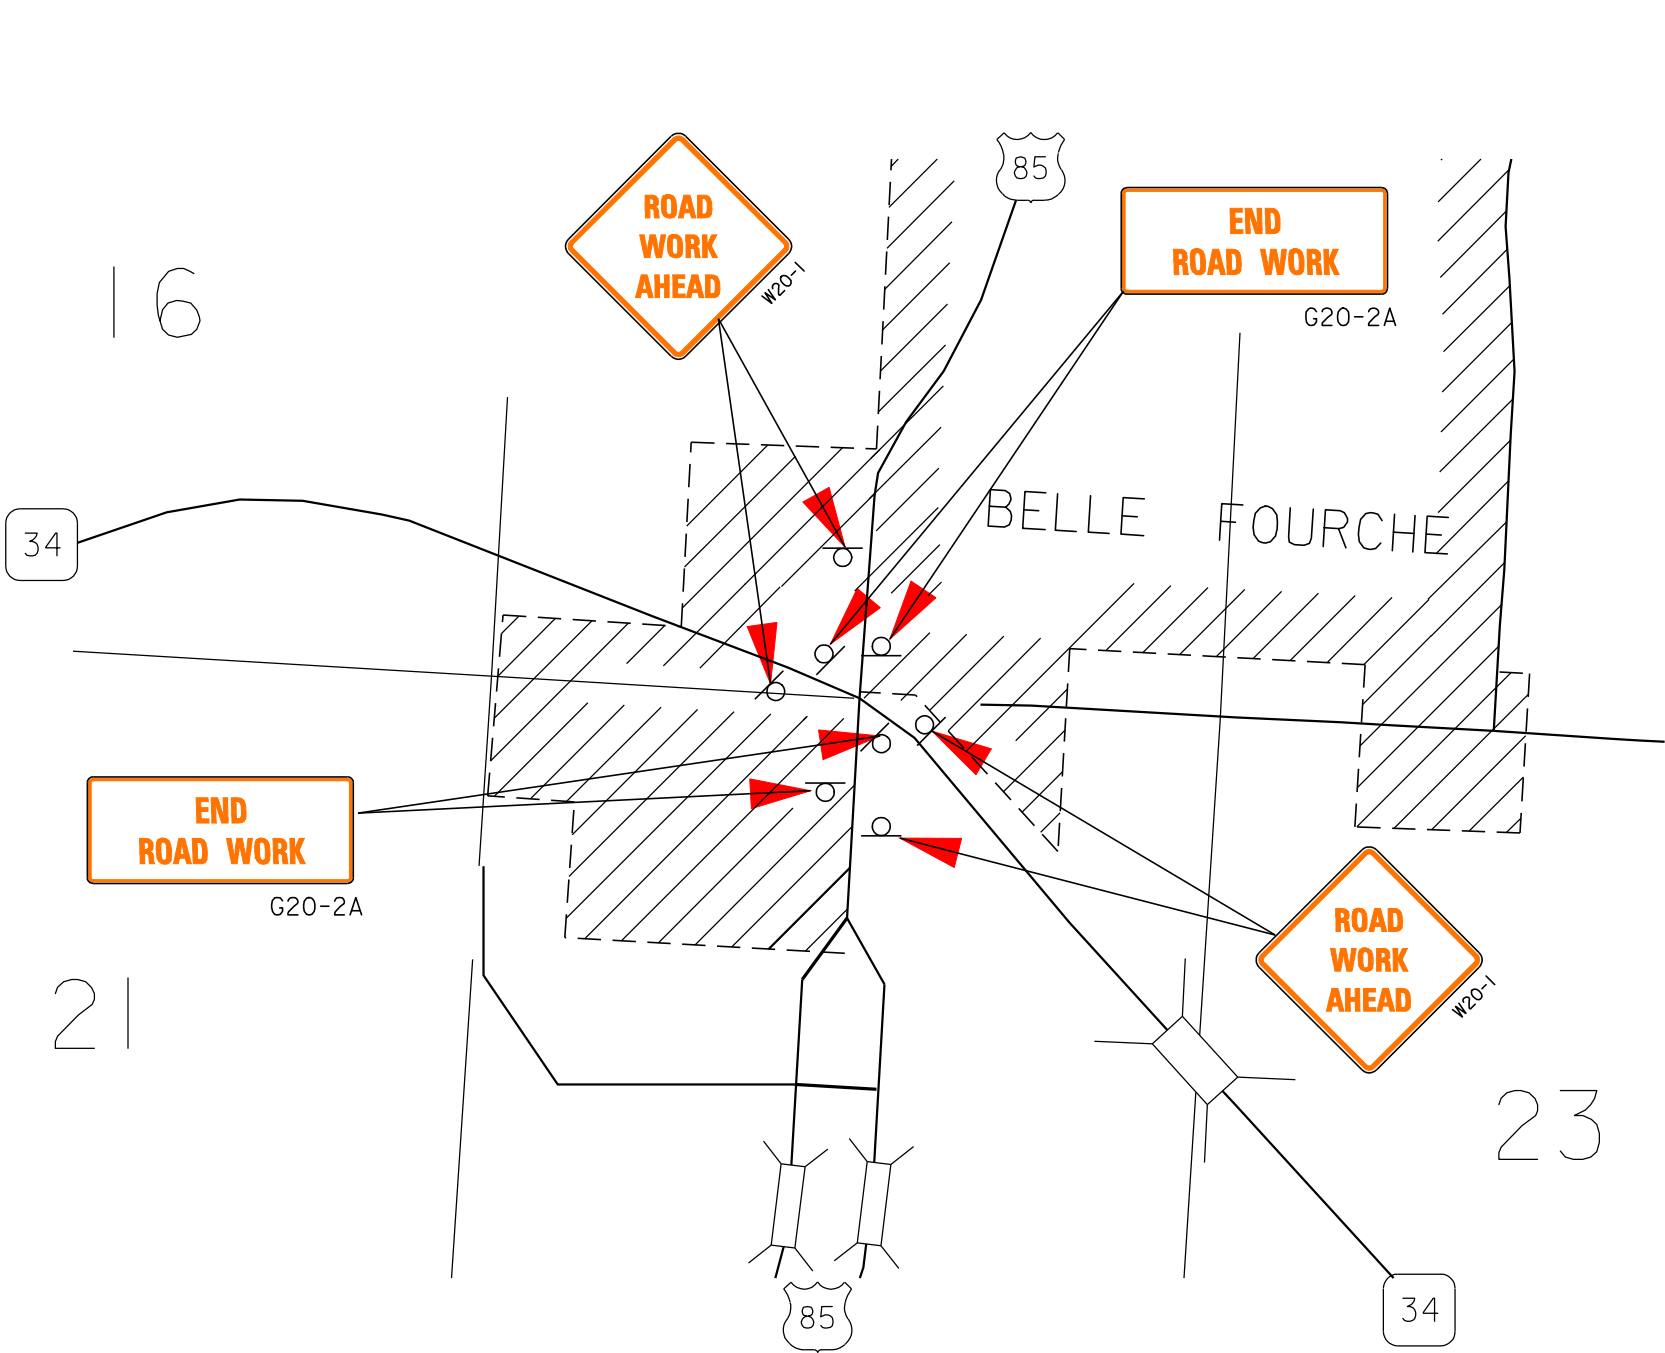 85
ROAD
WORK
AHEAD
W20-1
END
ROAD WORK
G20-2A
16
34
BELLE FOURCHE
END
ROAD WORK
G20-2A
ROAD
WORK
AHEAD
W20-1
21
23
85
34